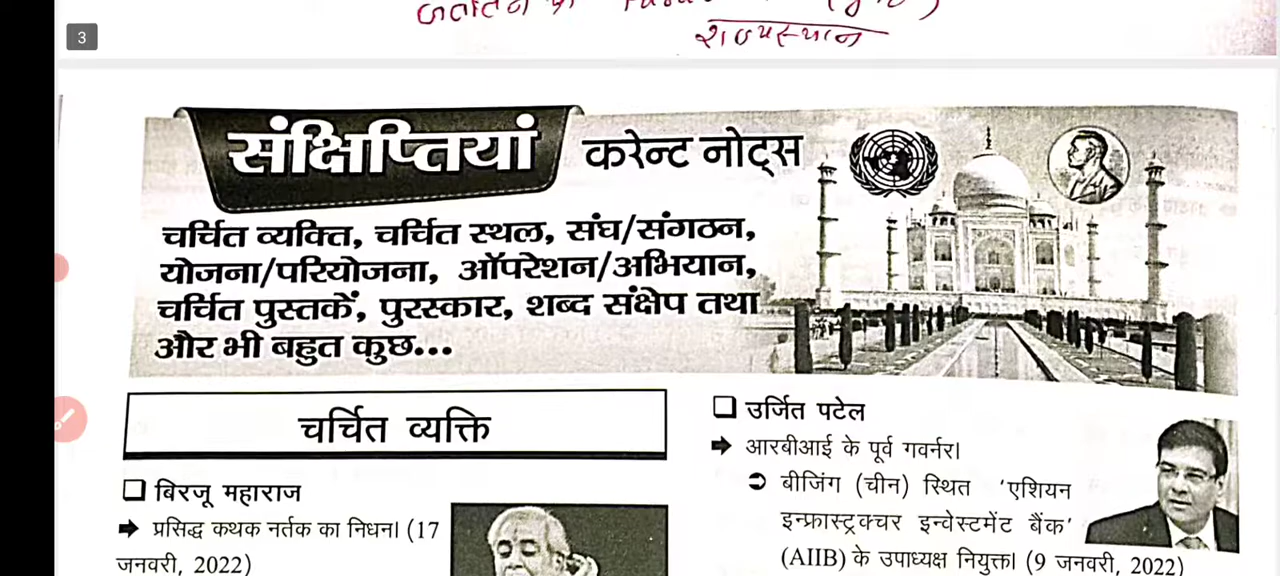 3
राजस्थान
संक्षिप्तियां करेन्ट नोट्स
चर्चित व्यक्ति, चर्चित स्थल, संघ/संगठन,
योजना/परियोजना, ऑपरेशन/अभियान,
चर्चित पुस्तकें, पुरस्कार, शब्द संक्षेप तथा
और भी बहुत कुछ...
चर्चित व्यक्ति
बिरजू महाराज
प्रसिद्ध कथक नर्तक का निधन। (17
जनवरी, 2022)
उर्जित पटेल
आरबीआई के पूर्व गवर्नर।
बीजिंग (चीन) स्थित 'एशियन
इन्फ्रास्ट्रक्चर इन्वेस्टमेंट बैंक'
(AIIB) के उपाध्यक्ष नियुक्त। (9 जनवरी, 2022)